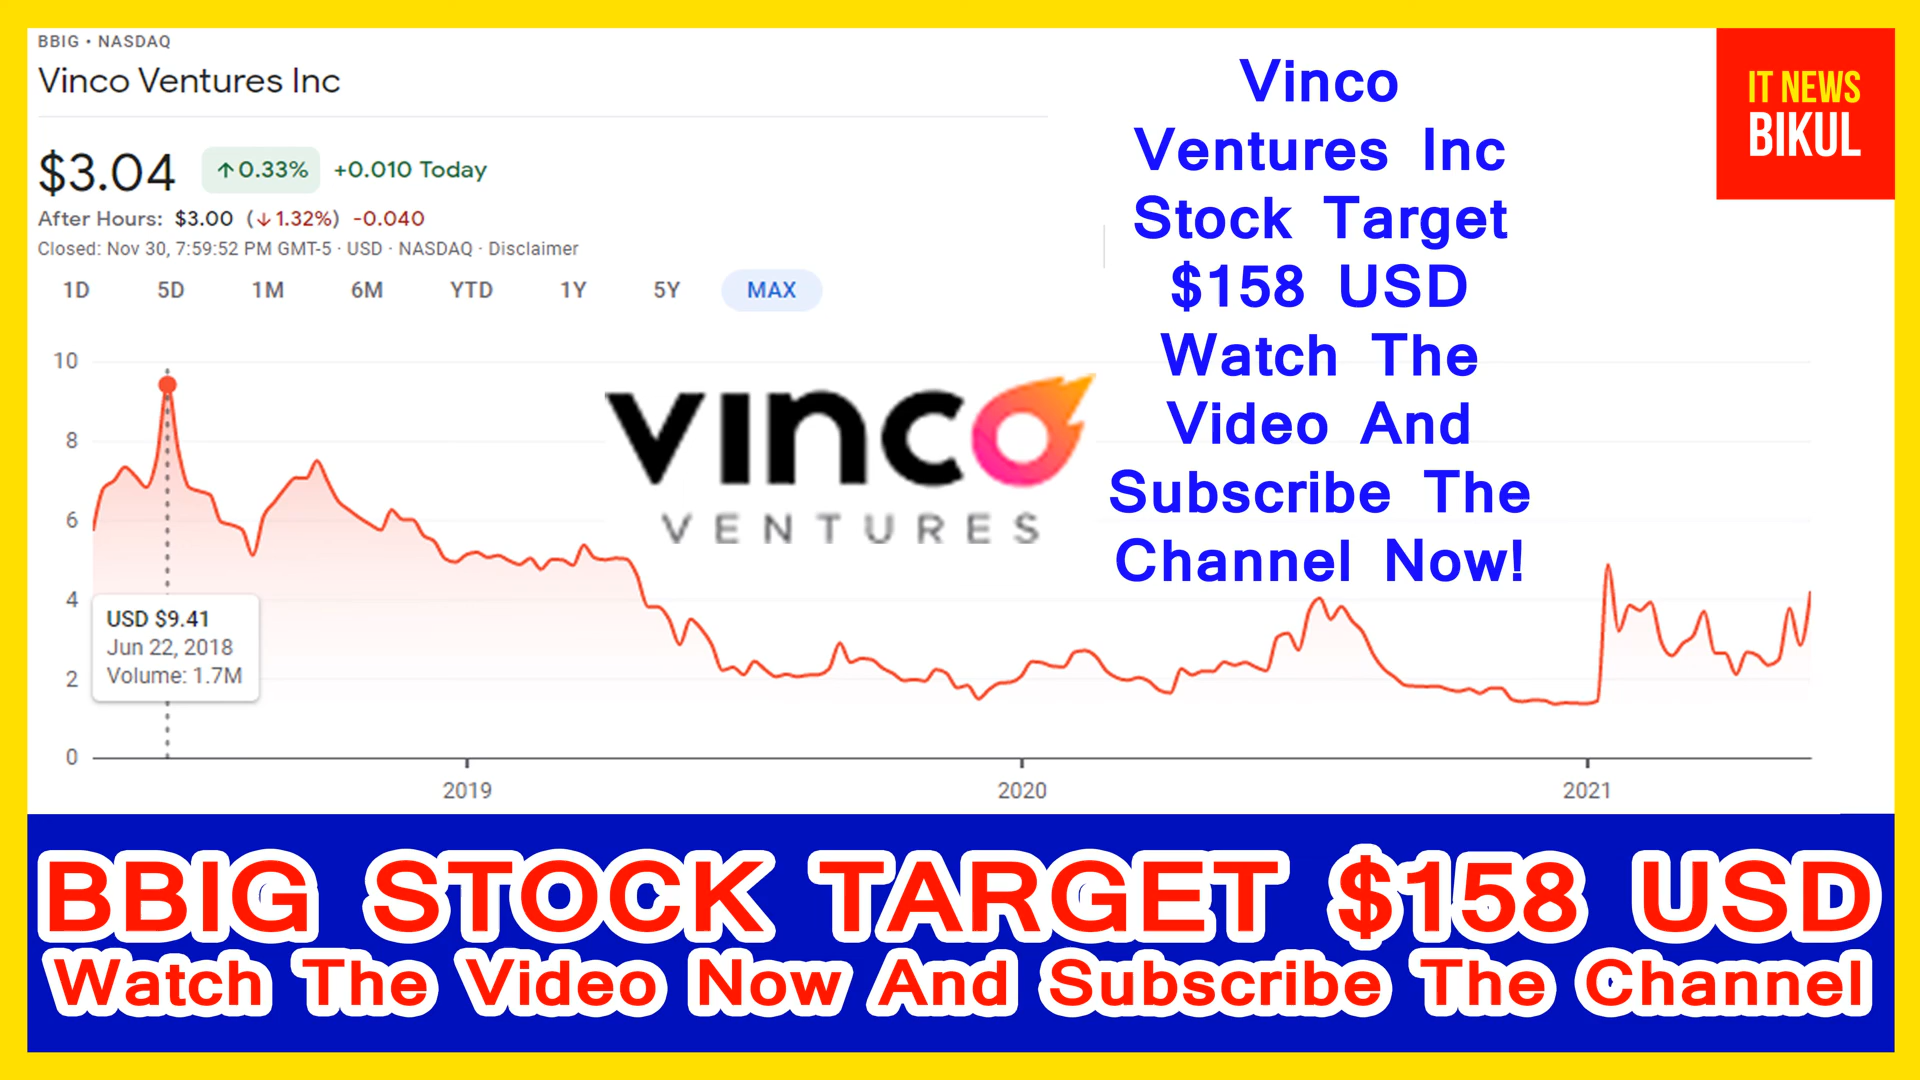 BBIG • NASDAQ
Vinco Ventures Inc
$3.04 ↑0.33% +0.010 Today
After Hours: $3.00 (↓1.32%) -0.040
Closed: Nov 30, 7:59:52 PM GMT-5 · USD · NASDAQ · Disclaimer
1D 5D 1M 6M YTD 1Y 5Y MAX
Vinco
Ventures Inc
Stock Target
$158 USD
Watch The
Video And
Subscribe The
Channel Now!
IT NEWS
BIKUL
10
8
6
4
2
0
vinco
VENTURES
USD $9.41
Jun 22, 2018
Volume: 1.7M
2019 2020 2021
BBIG STOCK TARGET $158 USD
Watch The Video Now And Subscribe The Channel